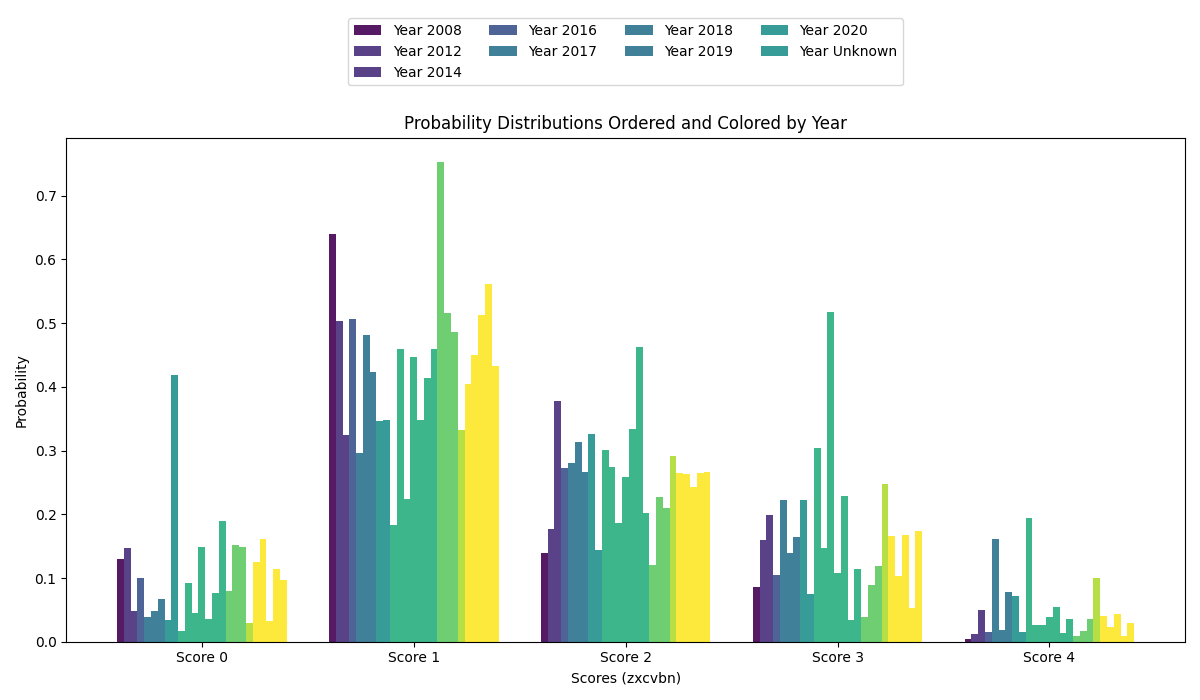 Year 2008 Year 2016 Year 2018 Year 2020
Year 2012 Year 2017 Year 2019 Year Unknown
Year 2014
Probability Distributions Ordered and Colored by Year
0.7
0.6
0.5
0.4
0.3
0.2
0.1
0.0
Probability
Score 0 Score 1 Score 2 Score 3 Score 4
Scores (zxcvbn)